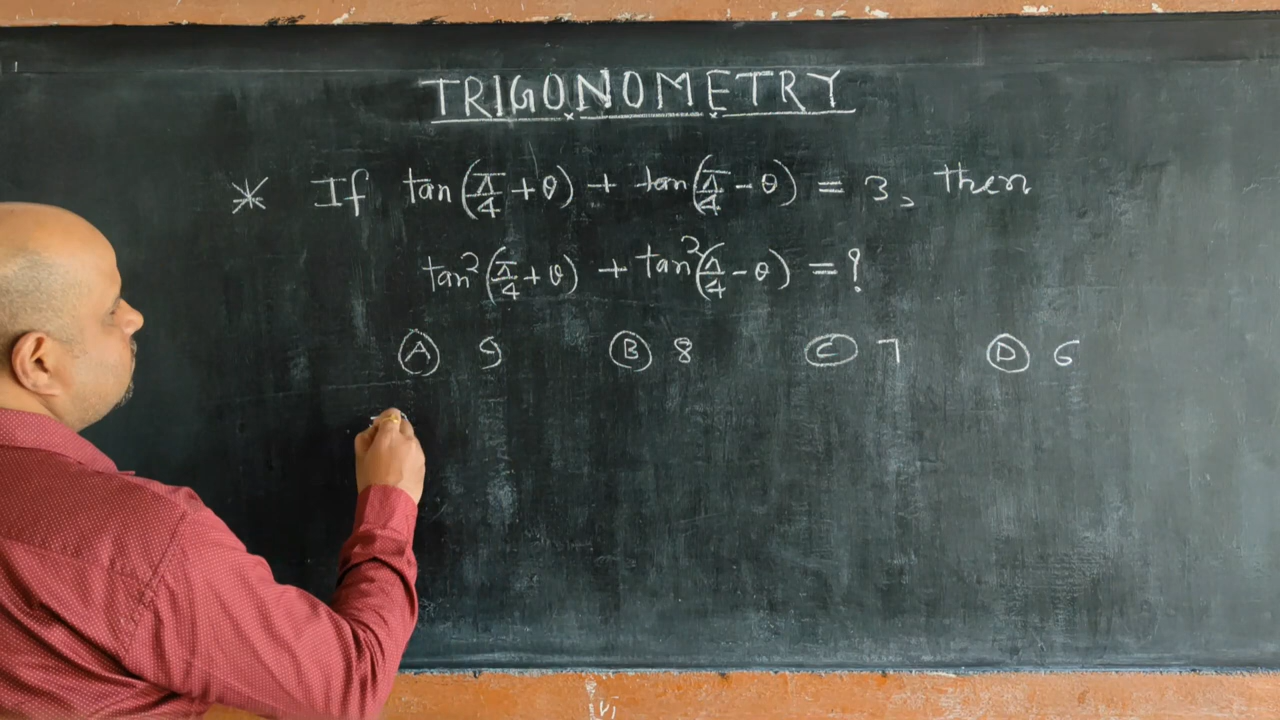 TRIGONOMETRY
* If tan(π/4 + θ) + tan(π/4 - θ) = 3, then
tan²(π/4 + θ) + tan²(π/4 - θ) = ?
(A) 9 (B) 8 (C) 7 (D) 6